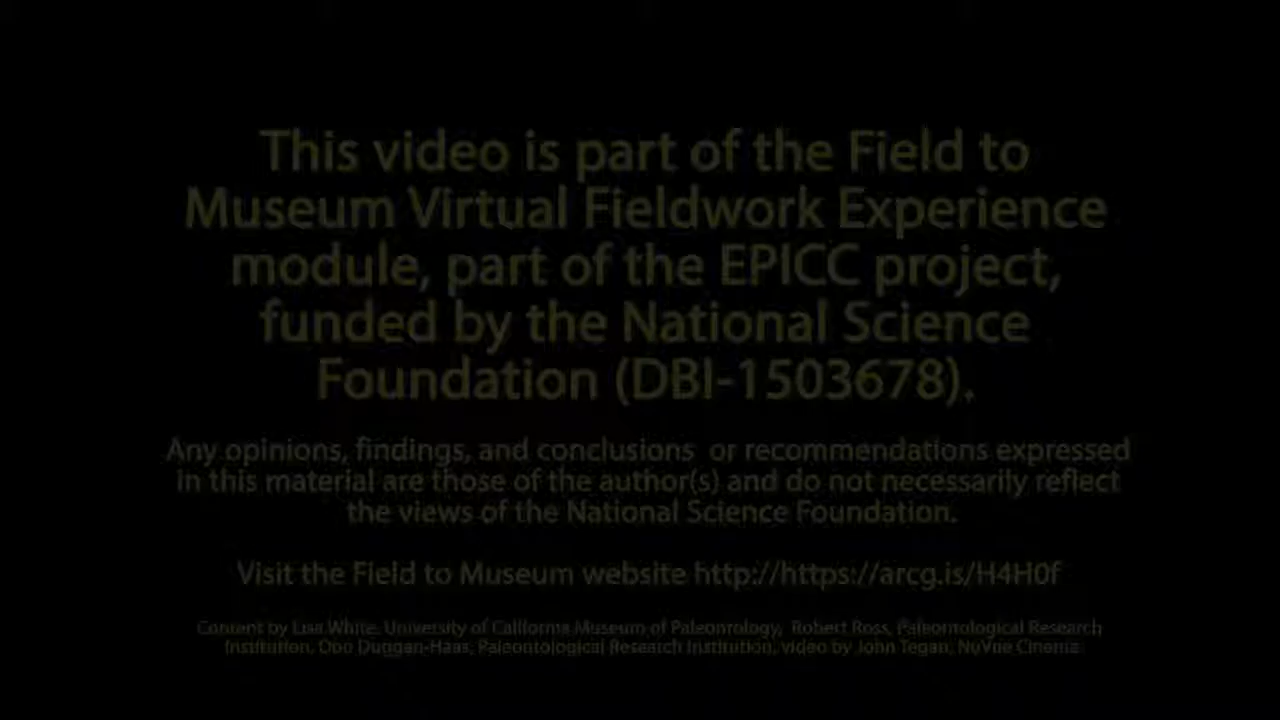 This video is part of the Field to
Museum Virtual Fieldwork Experience
module, part of the EPICC project,
funded by the National Science
Foundation (DBI-1503678).
Any opinions, findings, and conclusions or recommendations expressed
in this material are those of the author(s) and do not necessarily reflect
the views of the National Science Foundation.
Visit the Field to Museum website http://https://arcg.is/H4H0f
Content by Lisa White, University of California Museum of Paleontology, Robert Ross, Paleontological Research
Institution, Don Duggan-Haas, Paleontological Research Institution, video by John Tegan, NuVue Cinema